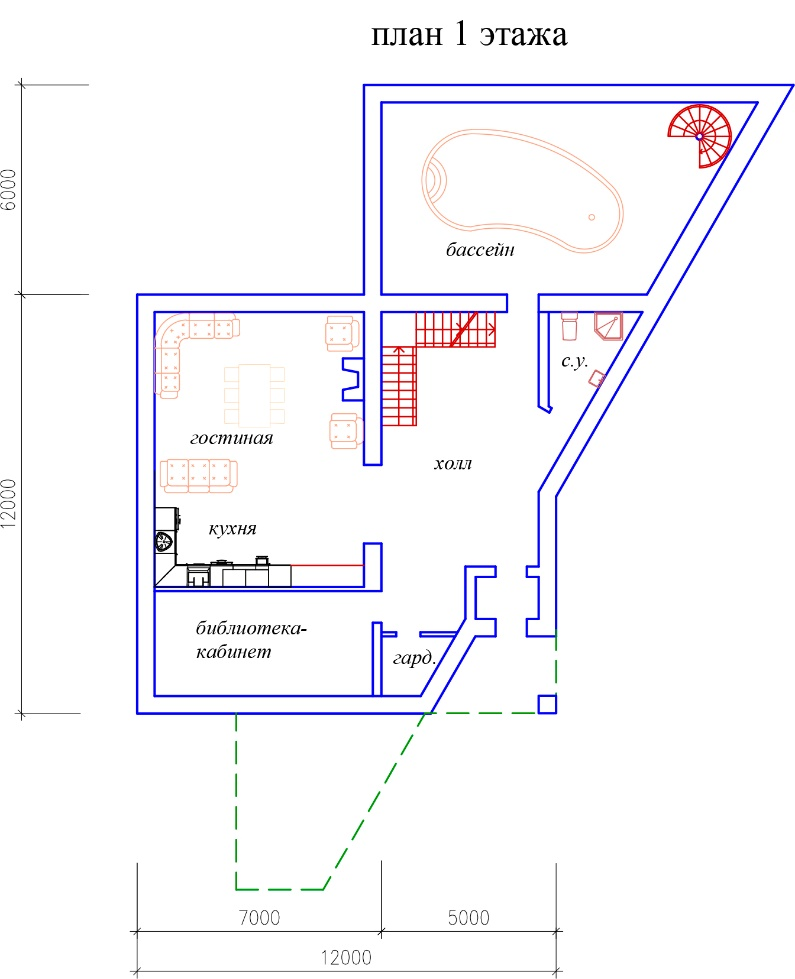 план 1 этажа
6000
бассейн
с.у.
гостиная
холл
12000
кухня
библиотека-
кабинет
гард.
7000
5000
12000